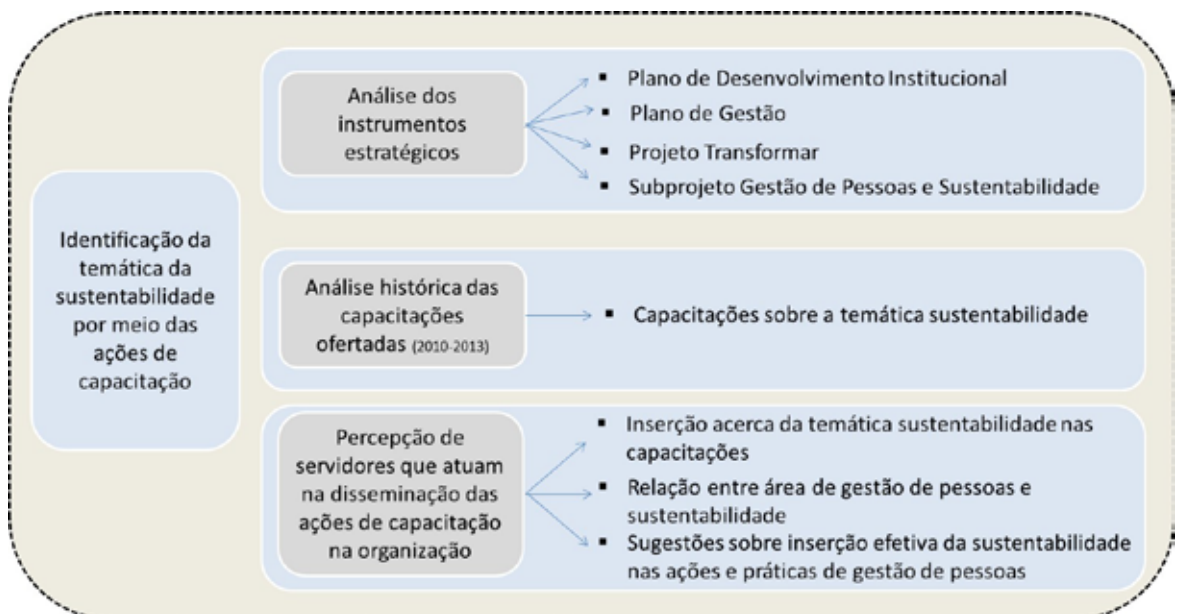 Identificação da
temática da
sustentabilidade
por meio das
ações de
capacitação
Análise dos
instrumentos
estratégicos
▪ Plano de Desenvolvimento Institucional
▪ Plano de Gestão
▪ Projeto Transformar
▪ Subprojeto Gestão de Pessoas e Sustentabilidade
Análise histórica das
capacitações
ofertadas (2010-2013)
▪ Capacitações sobre a temática sustentabilidade
Percepção de
servidores que atuam
na disseminação das
ações de capacitação
na organização
▪ Inserção acerca da temática sustentabilidade nas
capacitações
▪ Relação entre área de gestão de pessoas e
sustentabilidade
▪ Sugestões sobre inserção efetiva da sustentabilidade
nas ações e práticas de gestão de pessoas